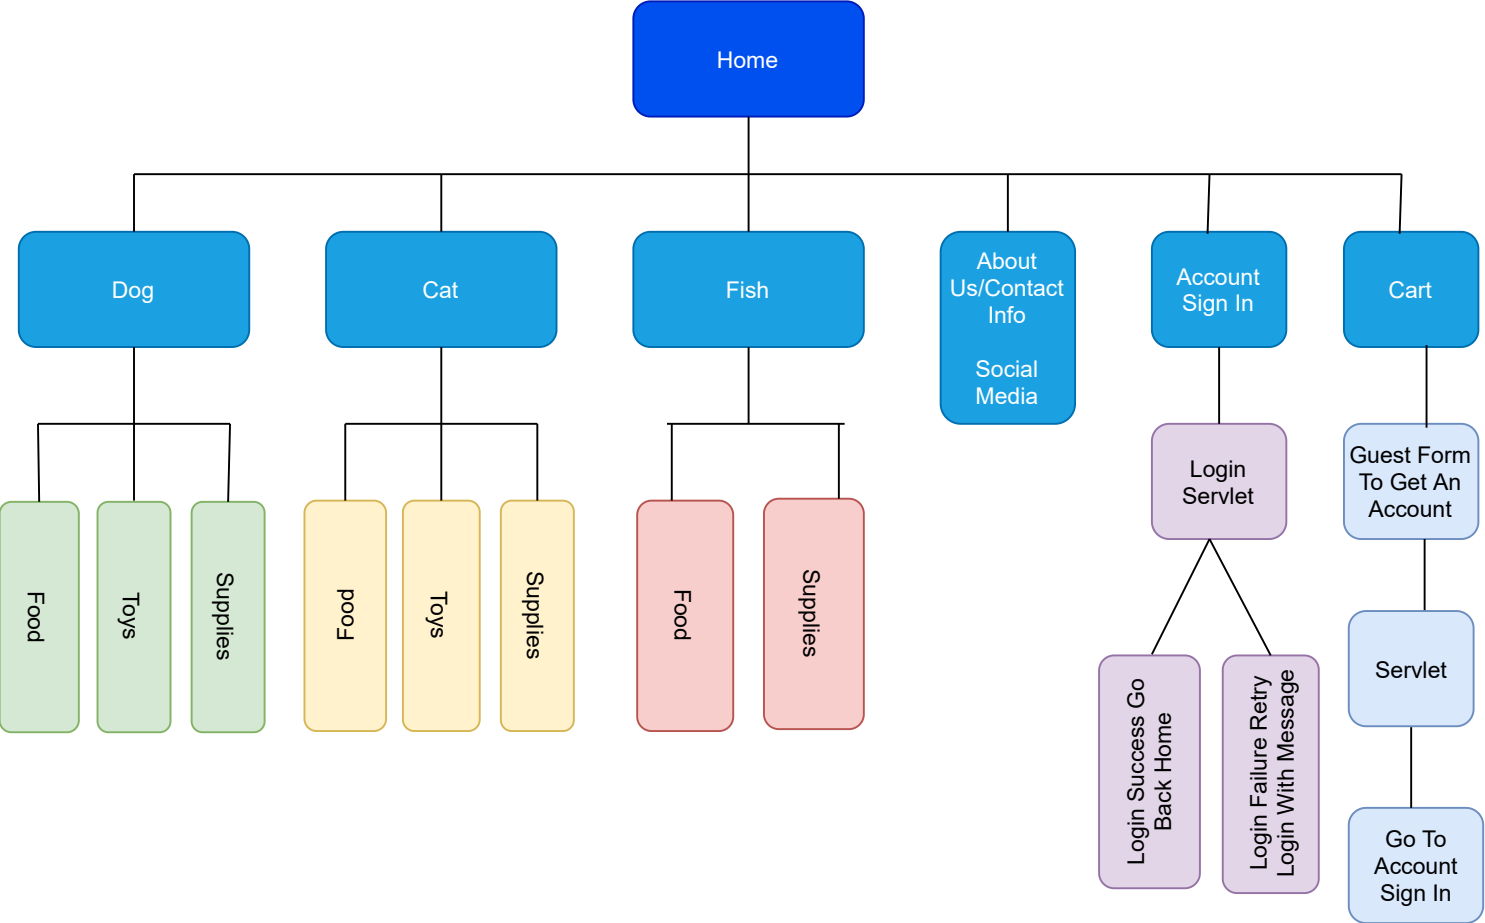 Home
Dog
Cat
Fish
About
Us/Contact
Info
Social
Media
Account
Sign In
Cart
Login
Servlet
Guest Form
To Get An
Account
Food
Toys
Supplies
Food
Toys
Supplies
Food
Supplies
Login Success Go
Back Home
Login Failure Retry
Login With Message
Servlet
Go To
Account
Sign In